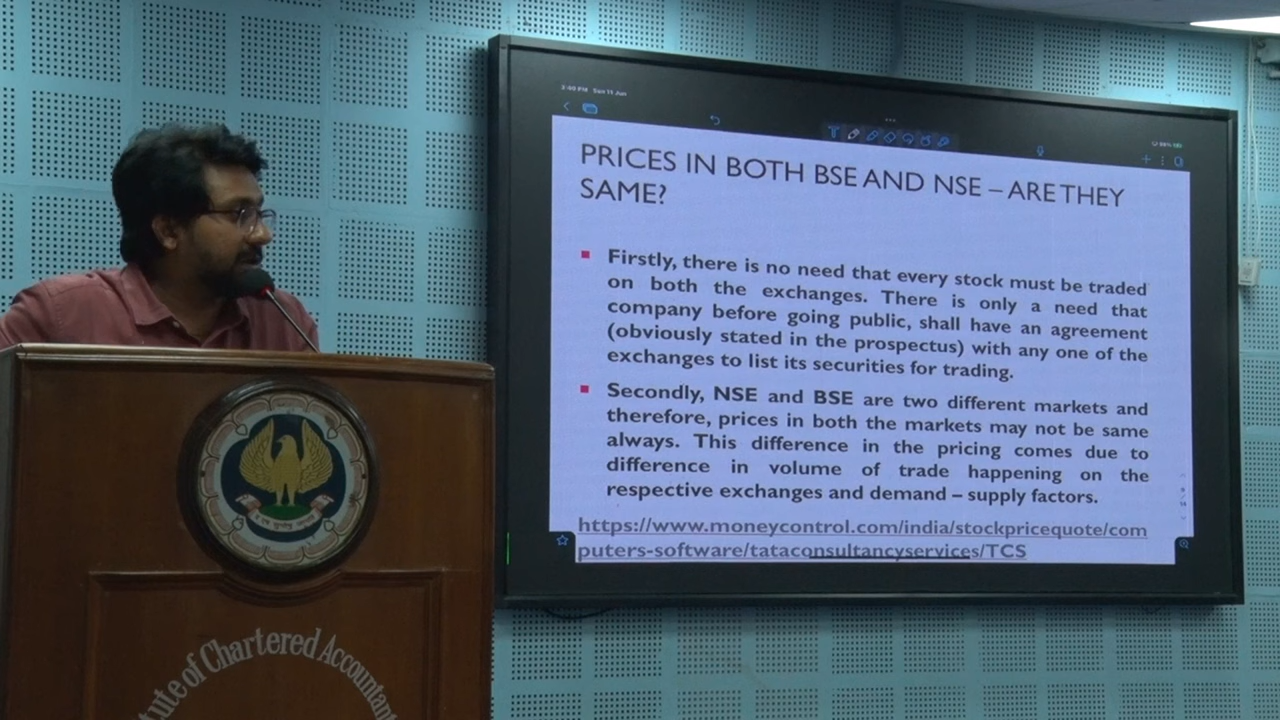 2:40 PM Sun 11 Jun
PRICES IN BOTH BSE AND NSE – ARE THEY
SAME?
Firstly, there is no need that every stock must be traded
on both the exchanges. There is only a need that
company before going public, shall have an agreement
(obviously stated in the prospectus) with any one of the
exchanges to list its securities for trading.
Secondly, NSE and BSE are two different markets and
therefore, prices in both the markets may not be same
always. This difference in the pricing comes due to
difference in volume of trade happening on the
respective exchanges and demand – supply factors.
https://www.moneycontrol.com/india/stockpricequote/com
puters-software/tataconsultancyservices/TCS
tute of Chartered Accountan